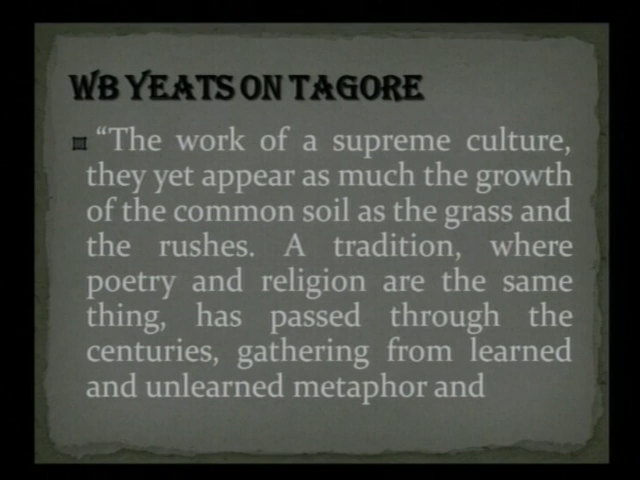 WB YEATS ON TAGORE
“The work of a supreme culture,
they yet appear as much the growth
of the common soil as the grass and
the rushes. A tradition, where
poetry and religion are the same
thing, has passed through the
centuries, gathering from learned
and unlearned metaphor and